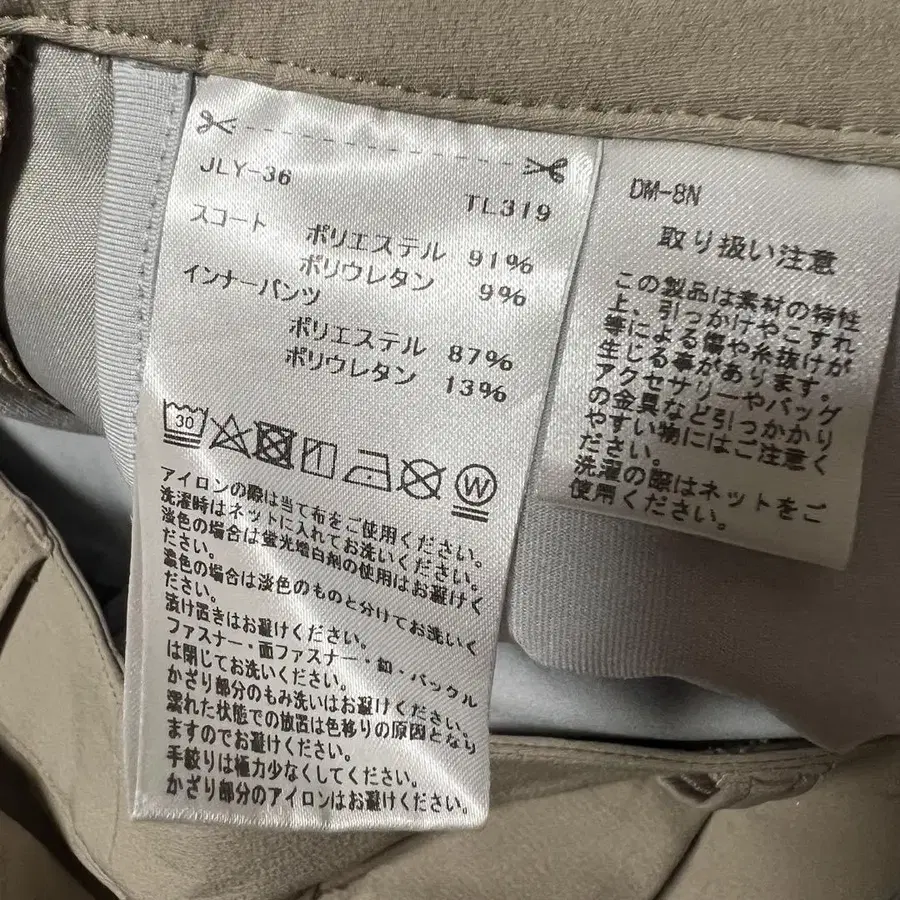 JLY-36
TL319
スコート
ポリエステル 91%
ポリウレタン 9%
インナーパンツ
ポリエステル 87%
ポリウレタン 13%
30
W
アイロンの際は当て布をご使用ください。
洗濯時はネットに入れてお洗いください。
淡色の場合は蛍光増白剤の使用はお避けく
ださい。
濃色の場合は淡色のものと分けてお洗いく
ださい。
漬け置きはお避けください。
ファスナー・面ファスナー・釦・バックル
は閉じてお洗いください。
かざり部分のもみ洗いはお避けください。
濡れた状態での放置は色移りの原因となり
ますのでお避けください。
手絞りは極力少なくしてください。
かざり部分のアイロンはお避けください。
DM-8N
取り扱い注意
この製品は素材の特性
上、引っかけやこすれ
等による傷や糸抜けが
生じる事があります。
アクセサリーやバッグ
の金具など引っかかり
やすい物にはご注意く
ださい。
洗濯の際はネットをご
使用ください。